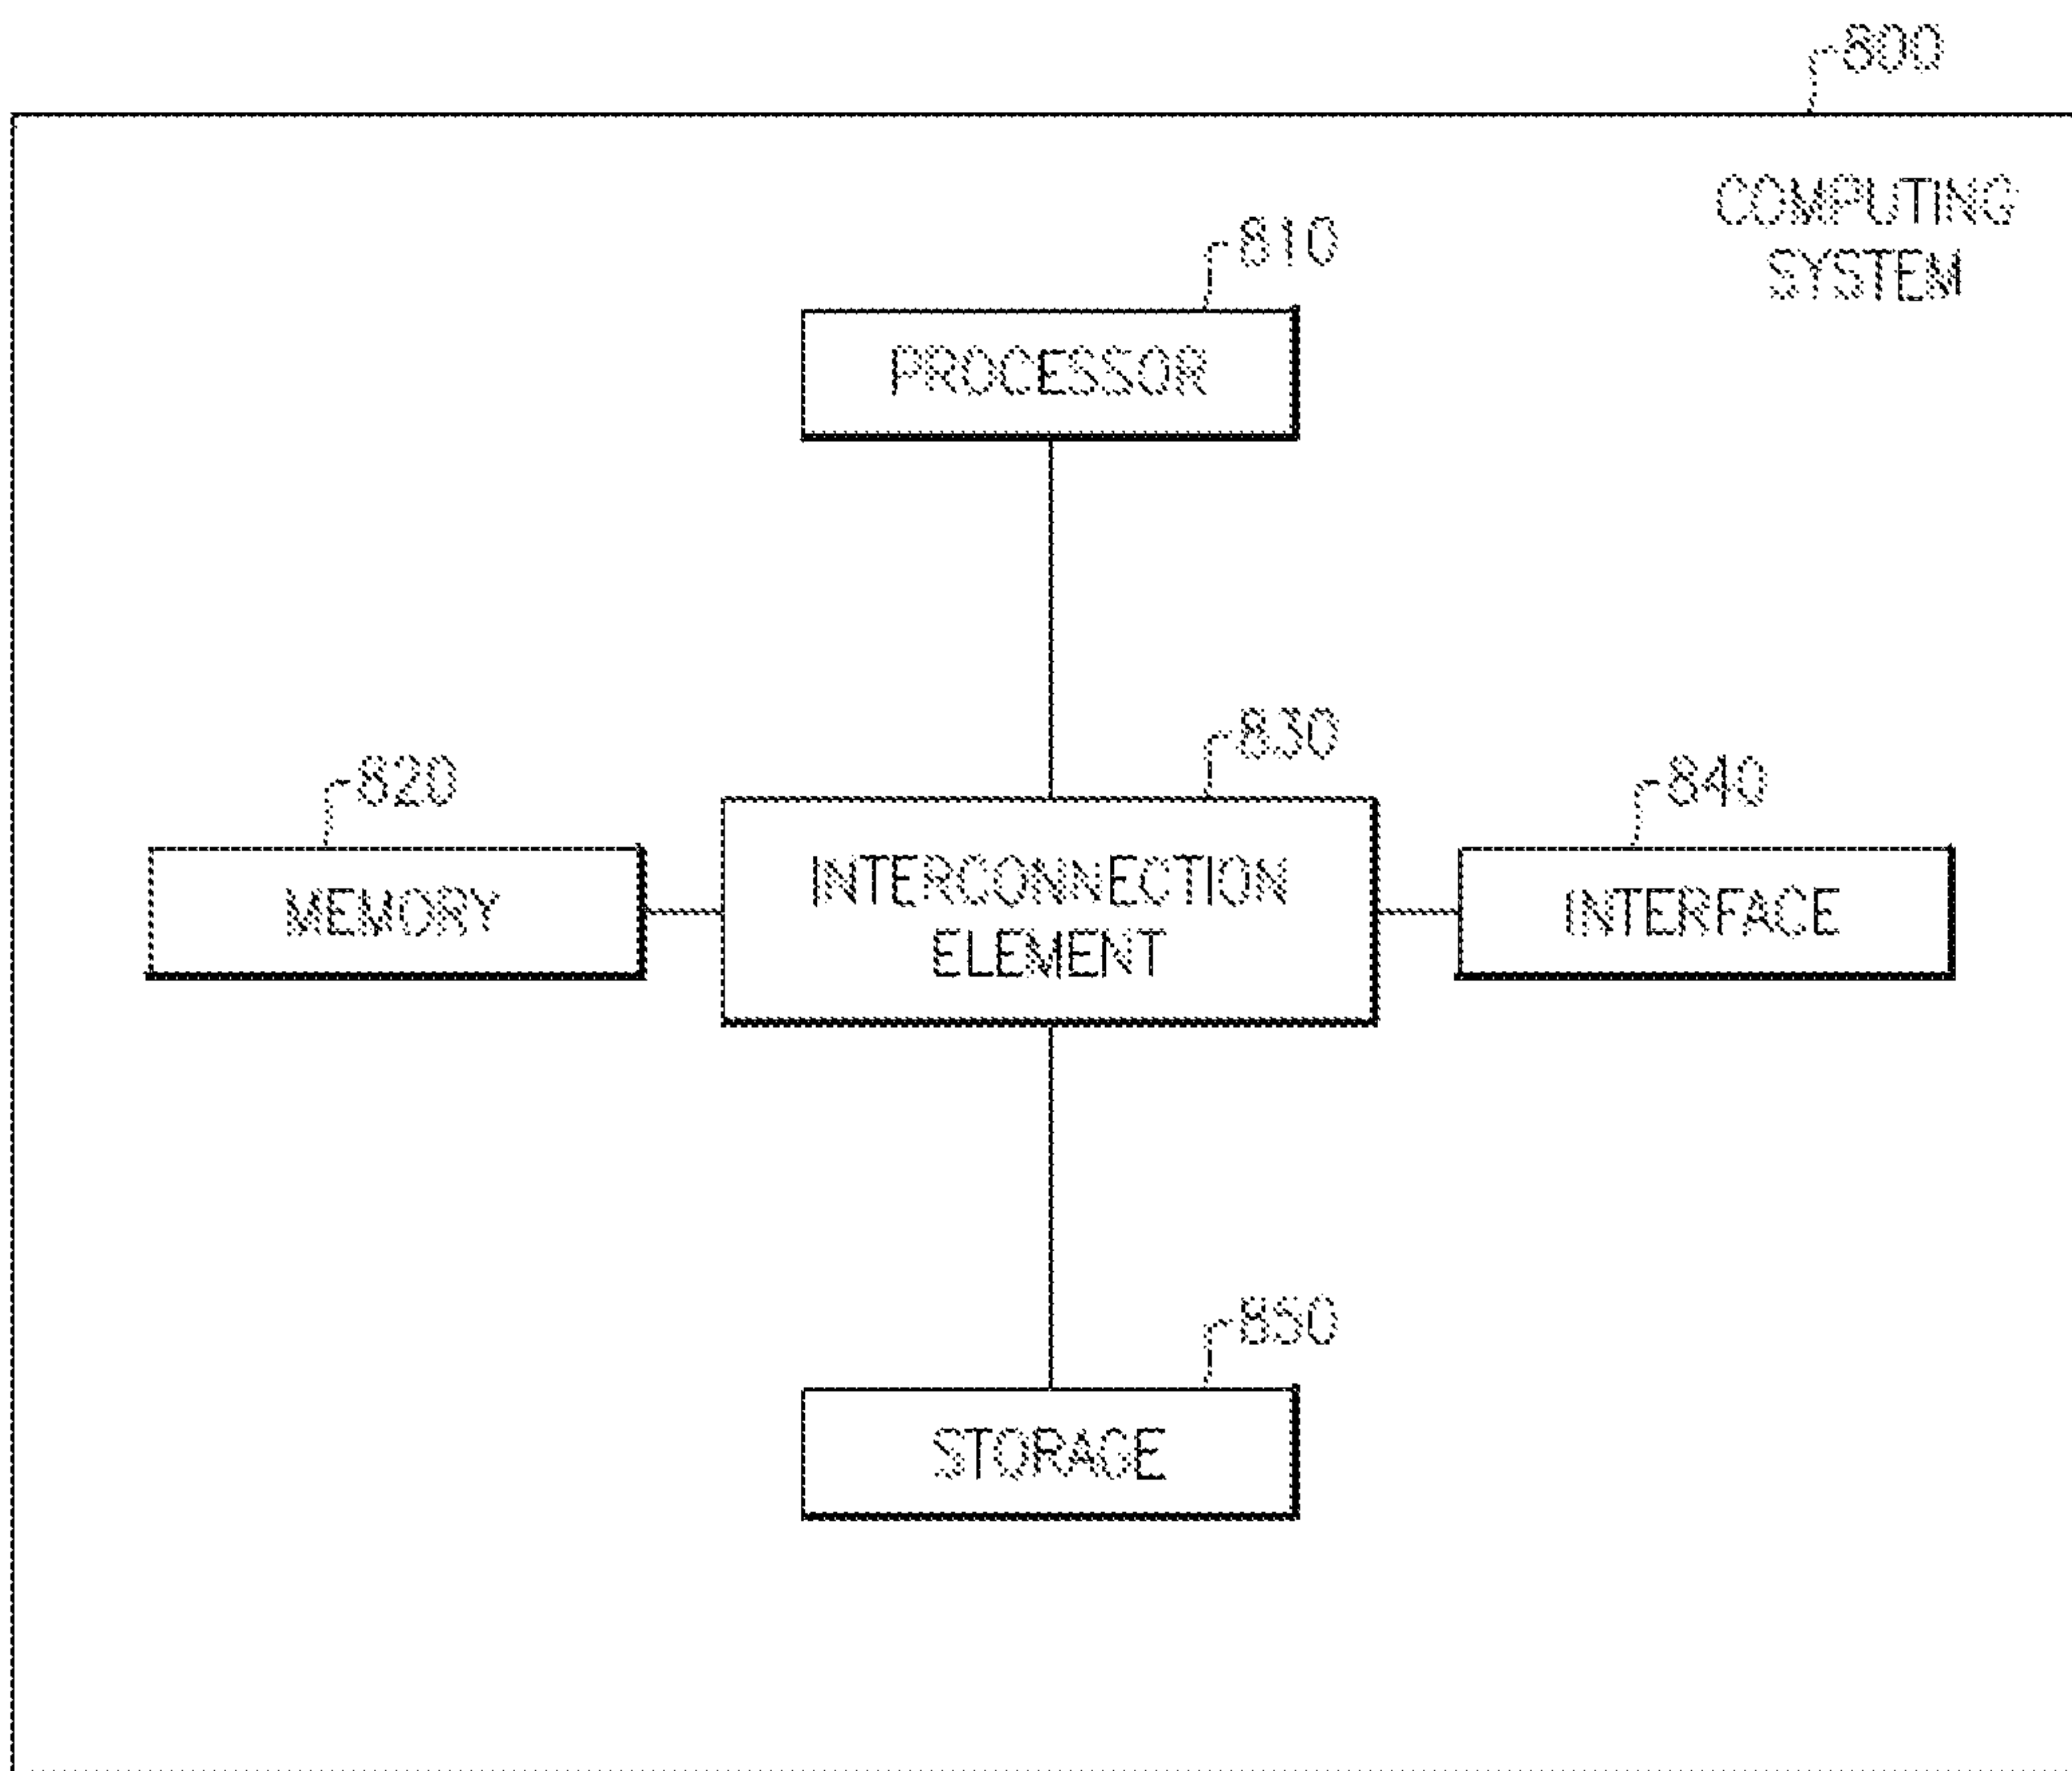 800
COMPUTING
SYSTEM
810
PROCESSOR
830
820
840
INTERCONNECTION
ELEMENT
MEMORY
INTERFACE
850
STORAGE